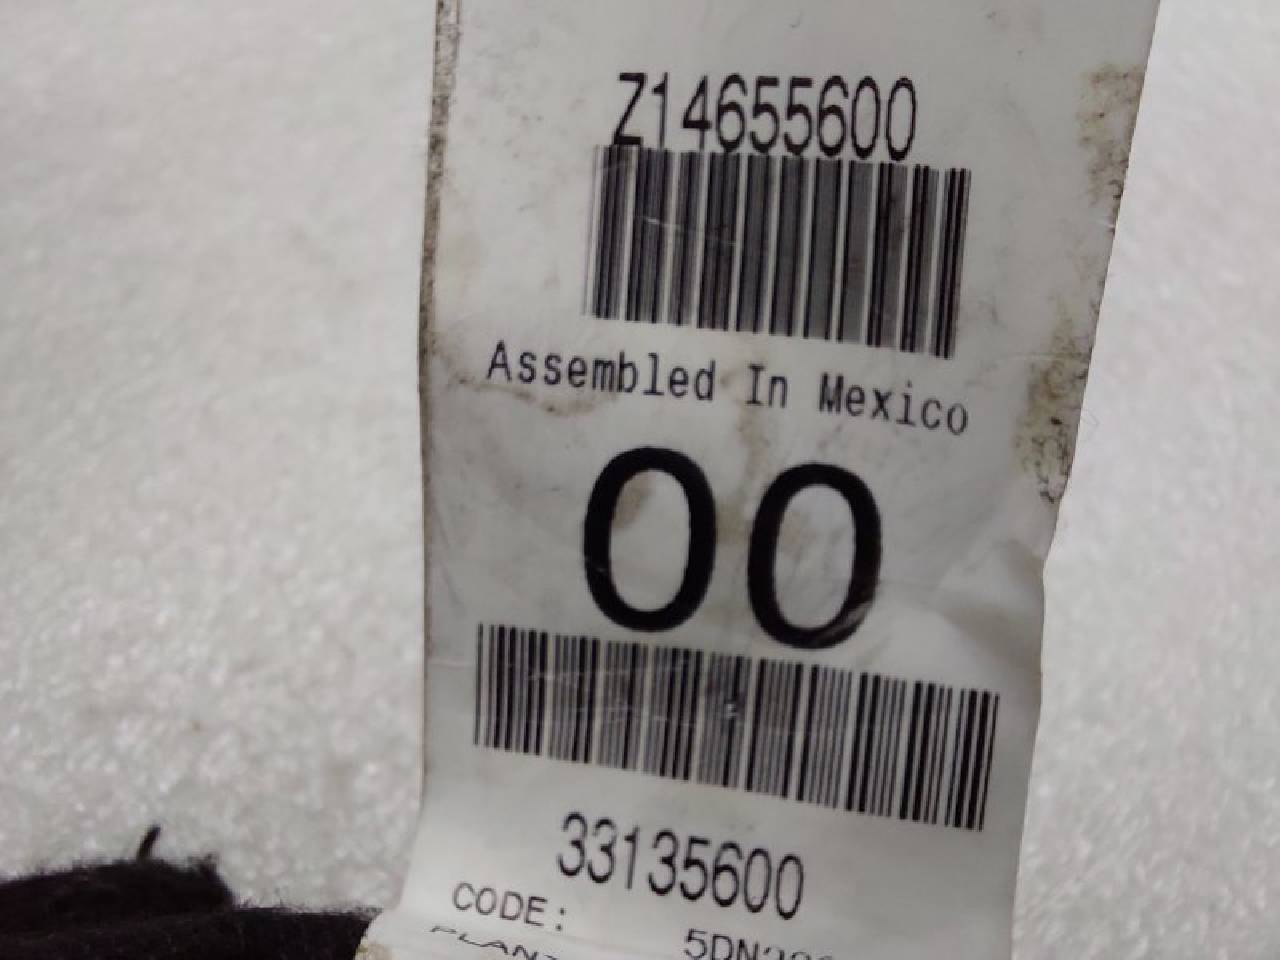 Z14655600
Assembled In Mexico
00
33135600
CODE: